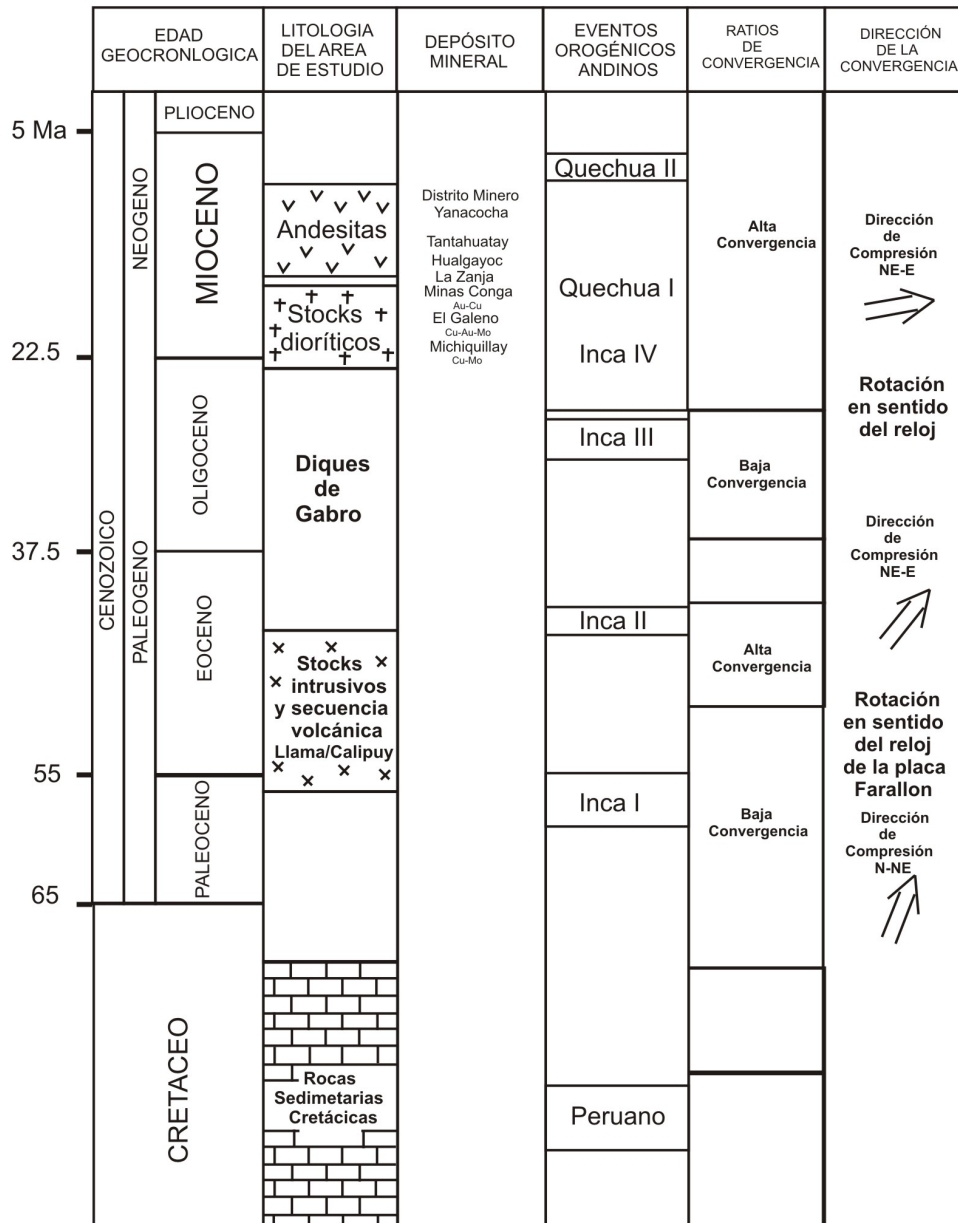 EDAD
GEOCRONLOGICA
LITOLOGIA
DEL AREA
DE ESTUDIO
DEPÓSITO
MINERAL
EVENTOS
OROGÉNICOS
ANDINOS
RATIOS
DE
CONVERGENCIA
DIRECCIÓN
DE LA
CONVERGENCIA
5 Ma
22.5
37.5
55
65
CENOZOICO
NEOGENO
PALEOGENO
PLIOCENO
MIOCENO
OLIGOCENO
EOCENO
PALEOCENO
CRETACEO
Andesitas
Stocks
dioríticos
Diques
de
Gabro
Stocks
intrusivos
y secuencia
volcánica
Llama/Calipuy
Rocas
Sedimetarias
Cretácicas
Distrito Minero
Yanacocha
Tantahuatay
Hualgayoc
La Zanja
Minas Conga
Au-Cu
El Galeno
Cu-Au-Mo
Michiquillay
Cu-Mo
Quechua II
Quechua I
Inca IV
Inca III
Inca II
Inca I
Peruano
Alta
Convergencia
Baja
Convergencia
Alta
Convergencia
Baja
Convergencia
Dirección
de
Compresión
NE-E
Rotación
en sentido
del reloj
Dirección
de
Compresión
NE-E
Rotación
en sentido
del reloj
de la placa
Farallon
Dirección
de
Compresión
N-NE